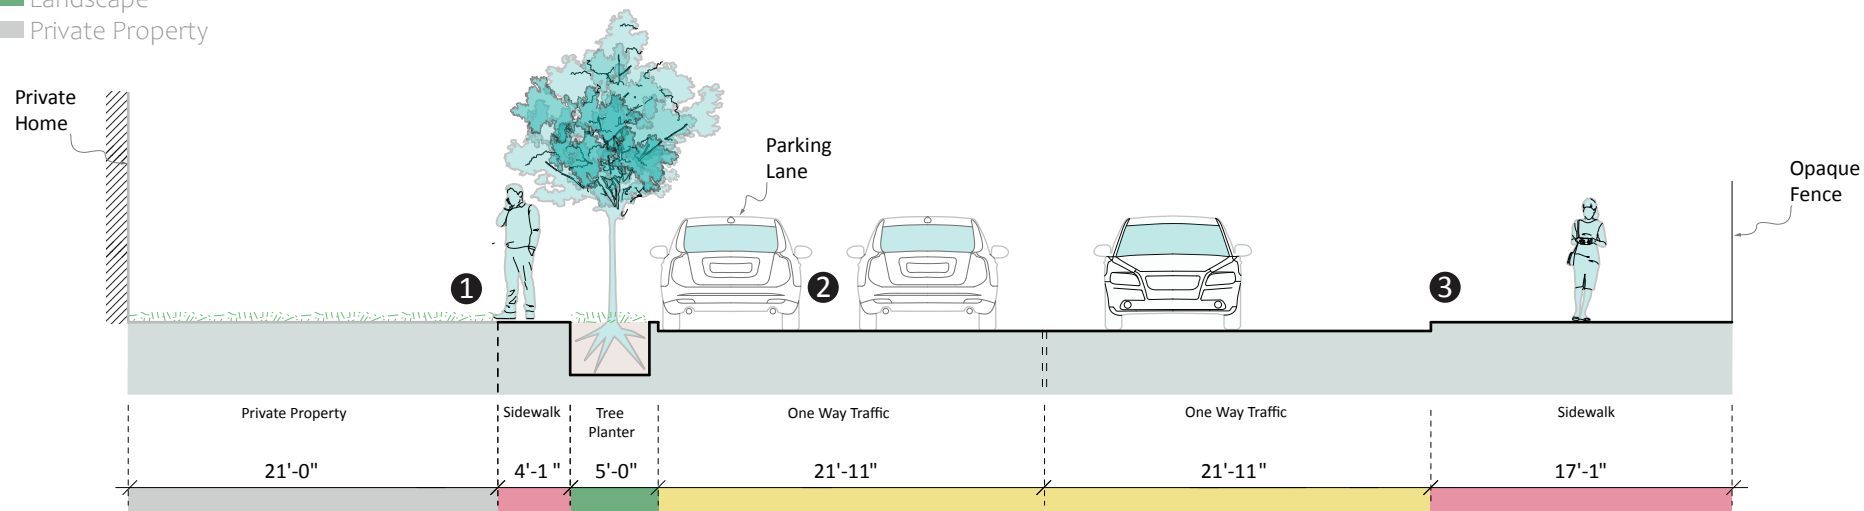 Landscape
Private Property
Private
Home
Parking
Lane
Opaque
Fence
1
2
3
Private Property
Sidewalk
Tree
Planter
One Way Traffic
One Way Traffic
Sidewalk
21'-0"
4'-1 "
5'-0"
21'-11"
21'-11"
17'-1"